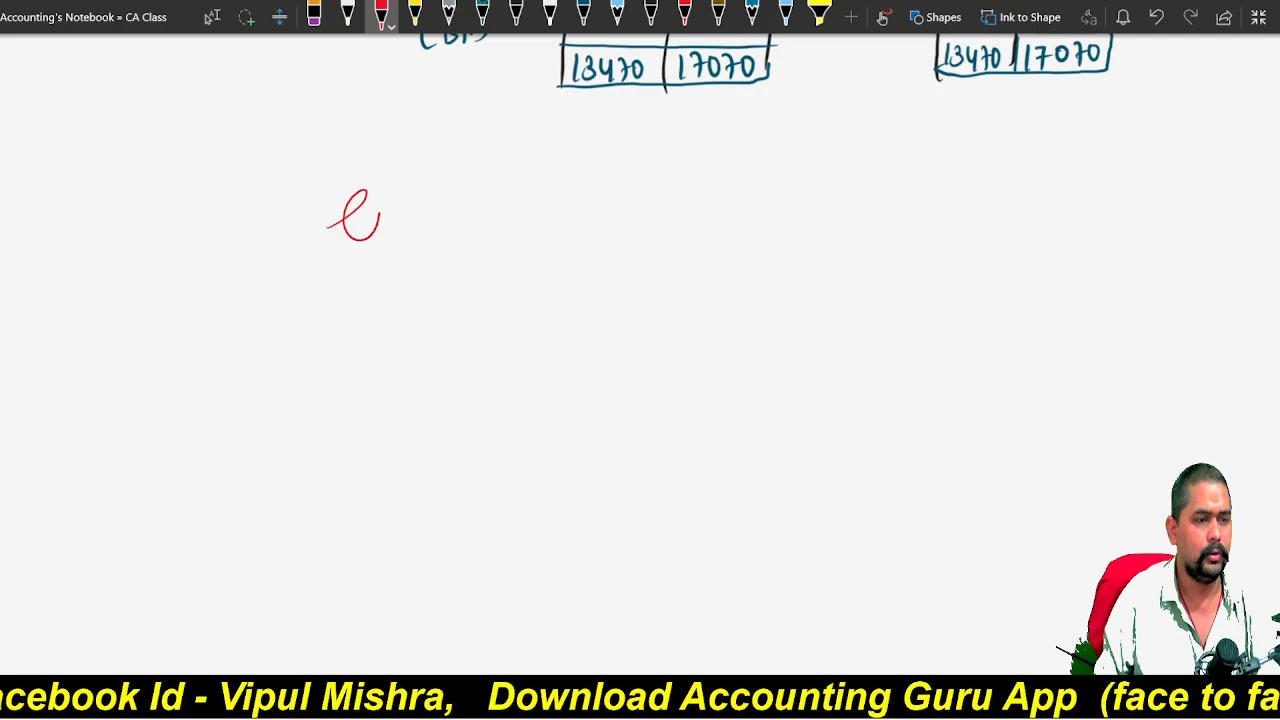 Accounting's Notebook » CA Class
Shapes
Ink to Shape
13470 17070
13470 17070
e
acebook Id - Vipul Mishra, Download Accounting Guru App (face to fa